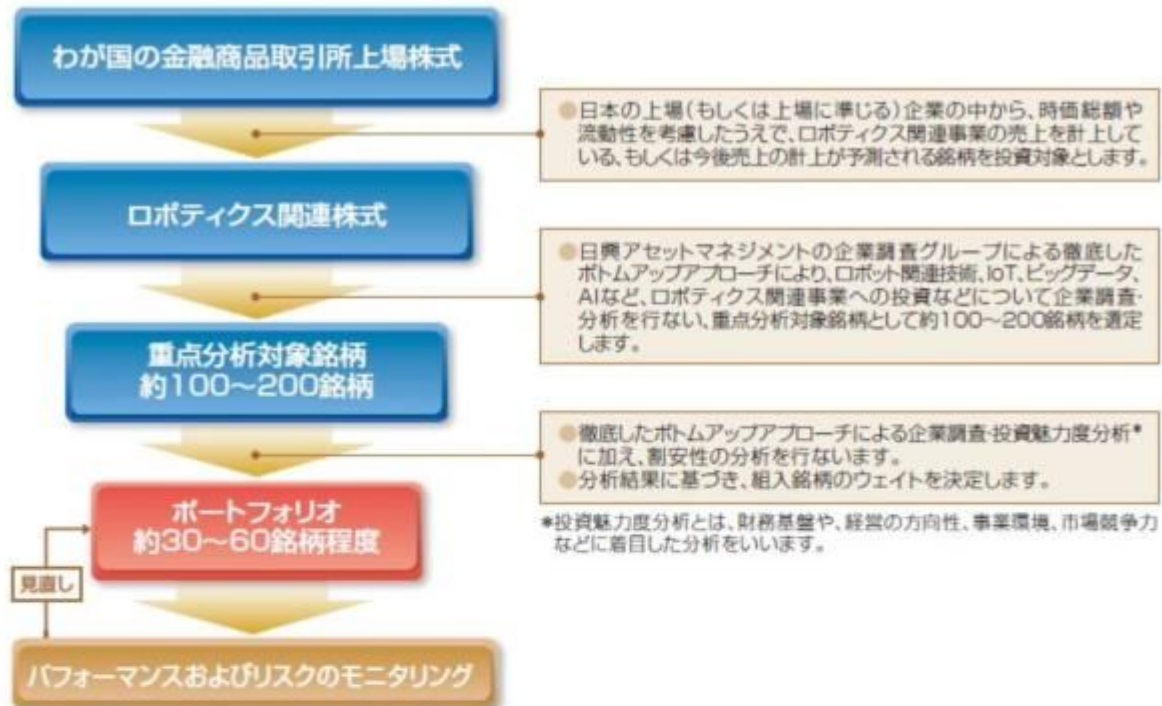 わが国の金融商品取引所上場株式
●日本の上場(もしくは上場に準じる)企業の中から、時価総額や
流動性を考慮したうえで、ロボティクス関連事業の売上を計上して
いる、もしくは今後売上の計上が予測される銘柄を投資対象とします。
ロボティクス関連株式
●日興アセットマネジメントの企業調査グループによる徹底した
ボトムアップアプローチにより、ロボット関連技術、IoT、ビッグデータ、
AIなど、ロボティクス関連事業への投資などについて企業調査・
分析を行ない、重点分析対象銘柄として約100～200銘柄を選定
します。
重点分析対象銘柄
約100～200銘柄
●徹底したボトムアップアプローチによる企業調査・投資魅力度分析*
に加え、割安性の分析を行ないます。
●分析結果に基づき、組入銘柄のウェイトを決定します。
*投資魅力度分析とは、財務基盤や、経営の方向性、事業環境、市場競争力
などに着目した分析をいいます。
ポートフォリオ
約30～60銘柄程度
見直し
パフォーマンスおよびリスクのモニタリング